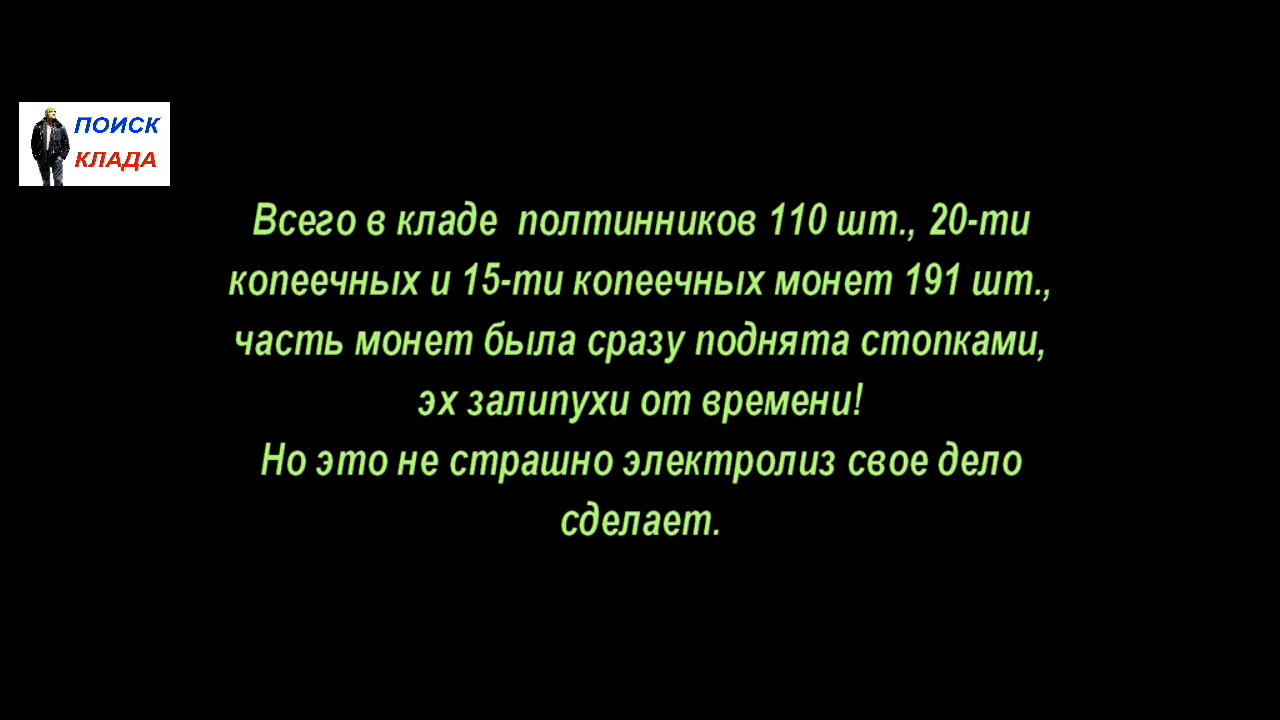 ПОИСК
КЛАДА
Всего в кладе полтинников 110 шт., 20-ти
копеечных и 15-ти копеечных монет 191 шт.,
часть монет была сразу поднята стопками,
эх залипухи от времени!
Но это не страшно электролиз свое дело
сделает.